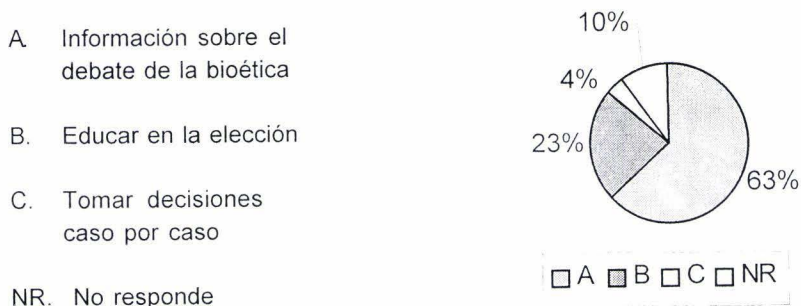 A. Información sobre el
debate de la bioética
B. Educar en la elección
C. Tomar decisiones
caso por caso
NR. No responde
10%
4%
23%
63%
A B C NR